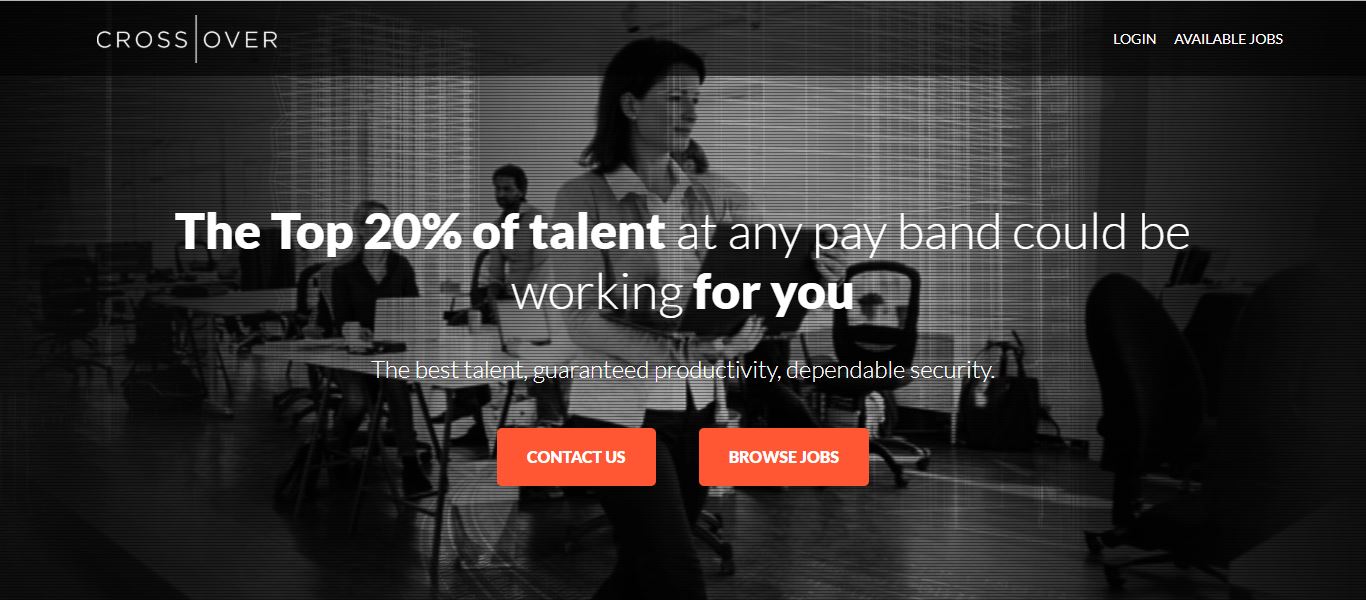 CROSS|OVER
LOGIN AVAILABLE JOBS
The Top 20% of talent at any pay band could be
working for you
The best talent, guaranteed productivity, dependable security.
CONTACT US BROWSE JOBS